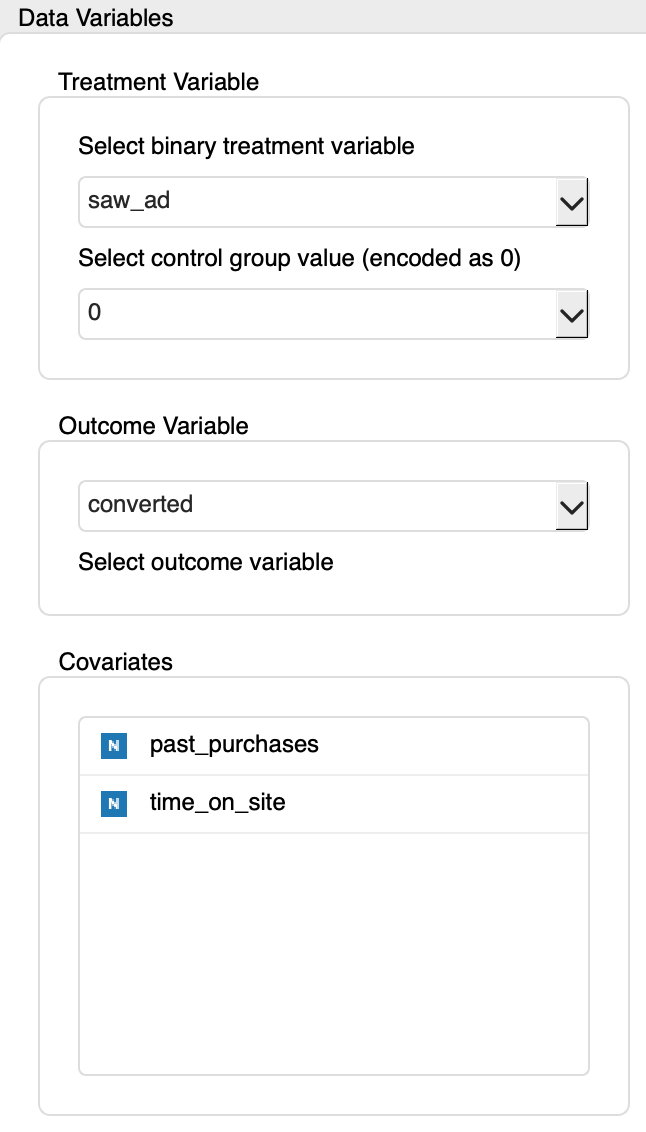 Data Variables
Treatment Variable
Select binary treatment variable
saw_ad
Select control group value (encoded as 0)
0
Outcome Variable
converted
Select outcome variable
Covariates
N past_purchases
N time_on_site